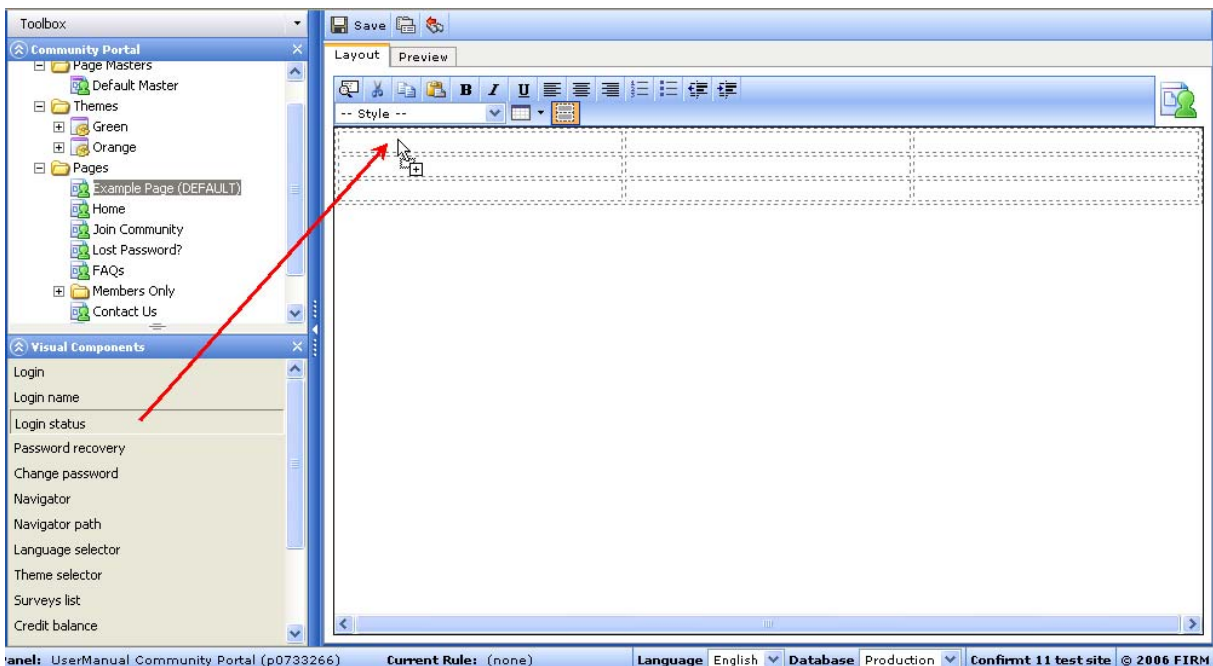 Toolbox
Save
Community Portal
Layout
Preview
Page Masters
Default Master
Themes
Green
Orange
Pages
Example Page (DEFAULT)
Home
Join Community
Lost Password?
FAQs
Members Only
Contact Us
B I U
-- Style --
Visual Components
Login
Login name
Login status
Password recovery
Change password
Navigator
Navigator path
Language selector
Theme selector
Surveys list
Credit balance
anel: UserManual Community Portal (p0733266) Current Rule: (none) Language English Database Production Confirmt 11 test site © 2006 FIRM